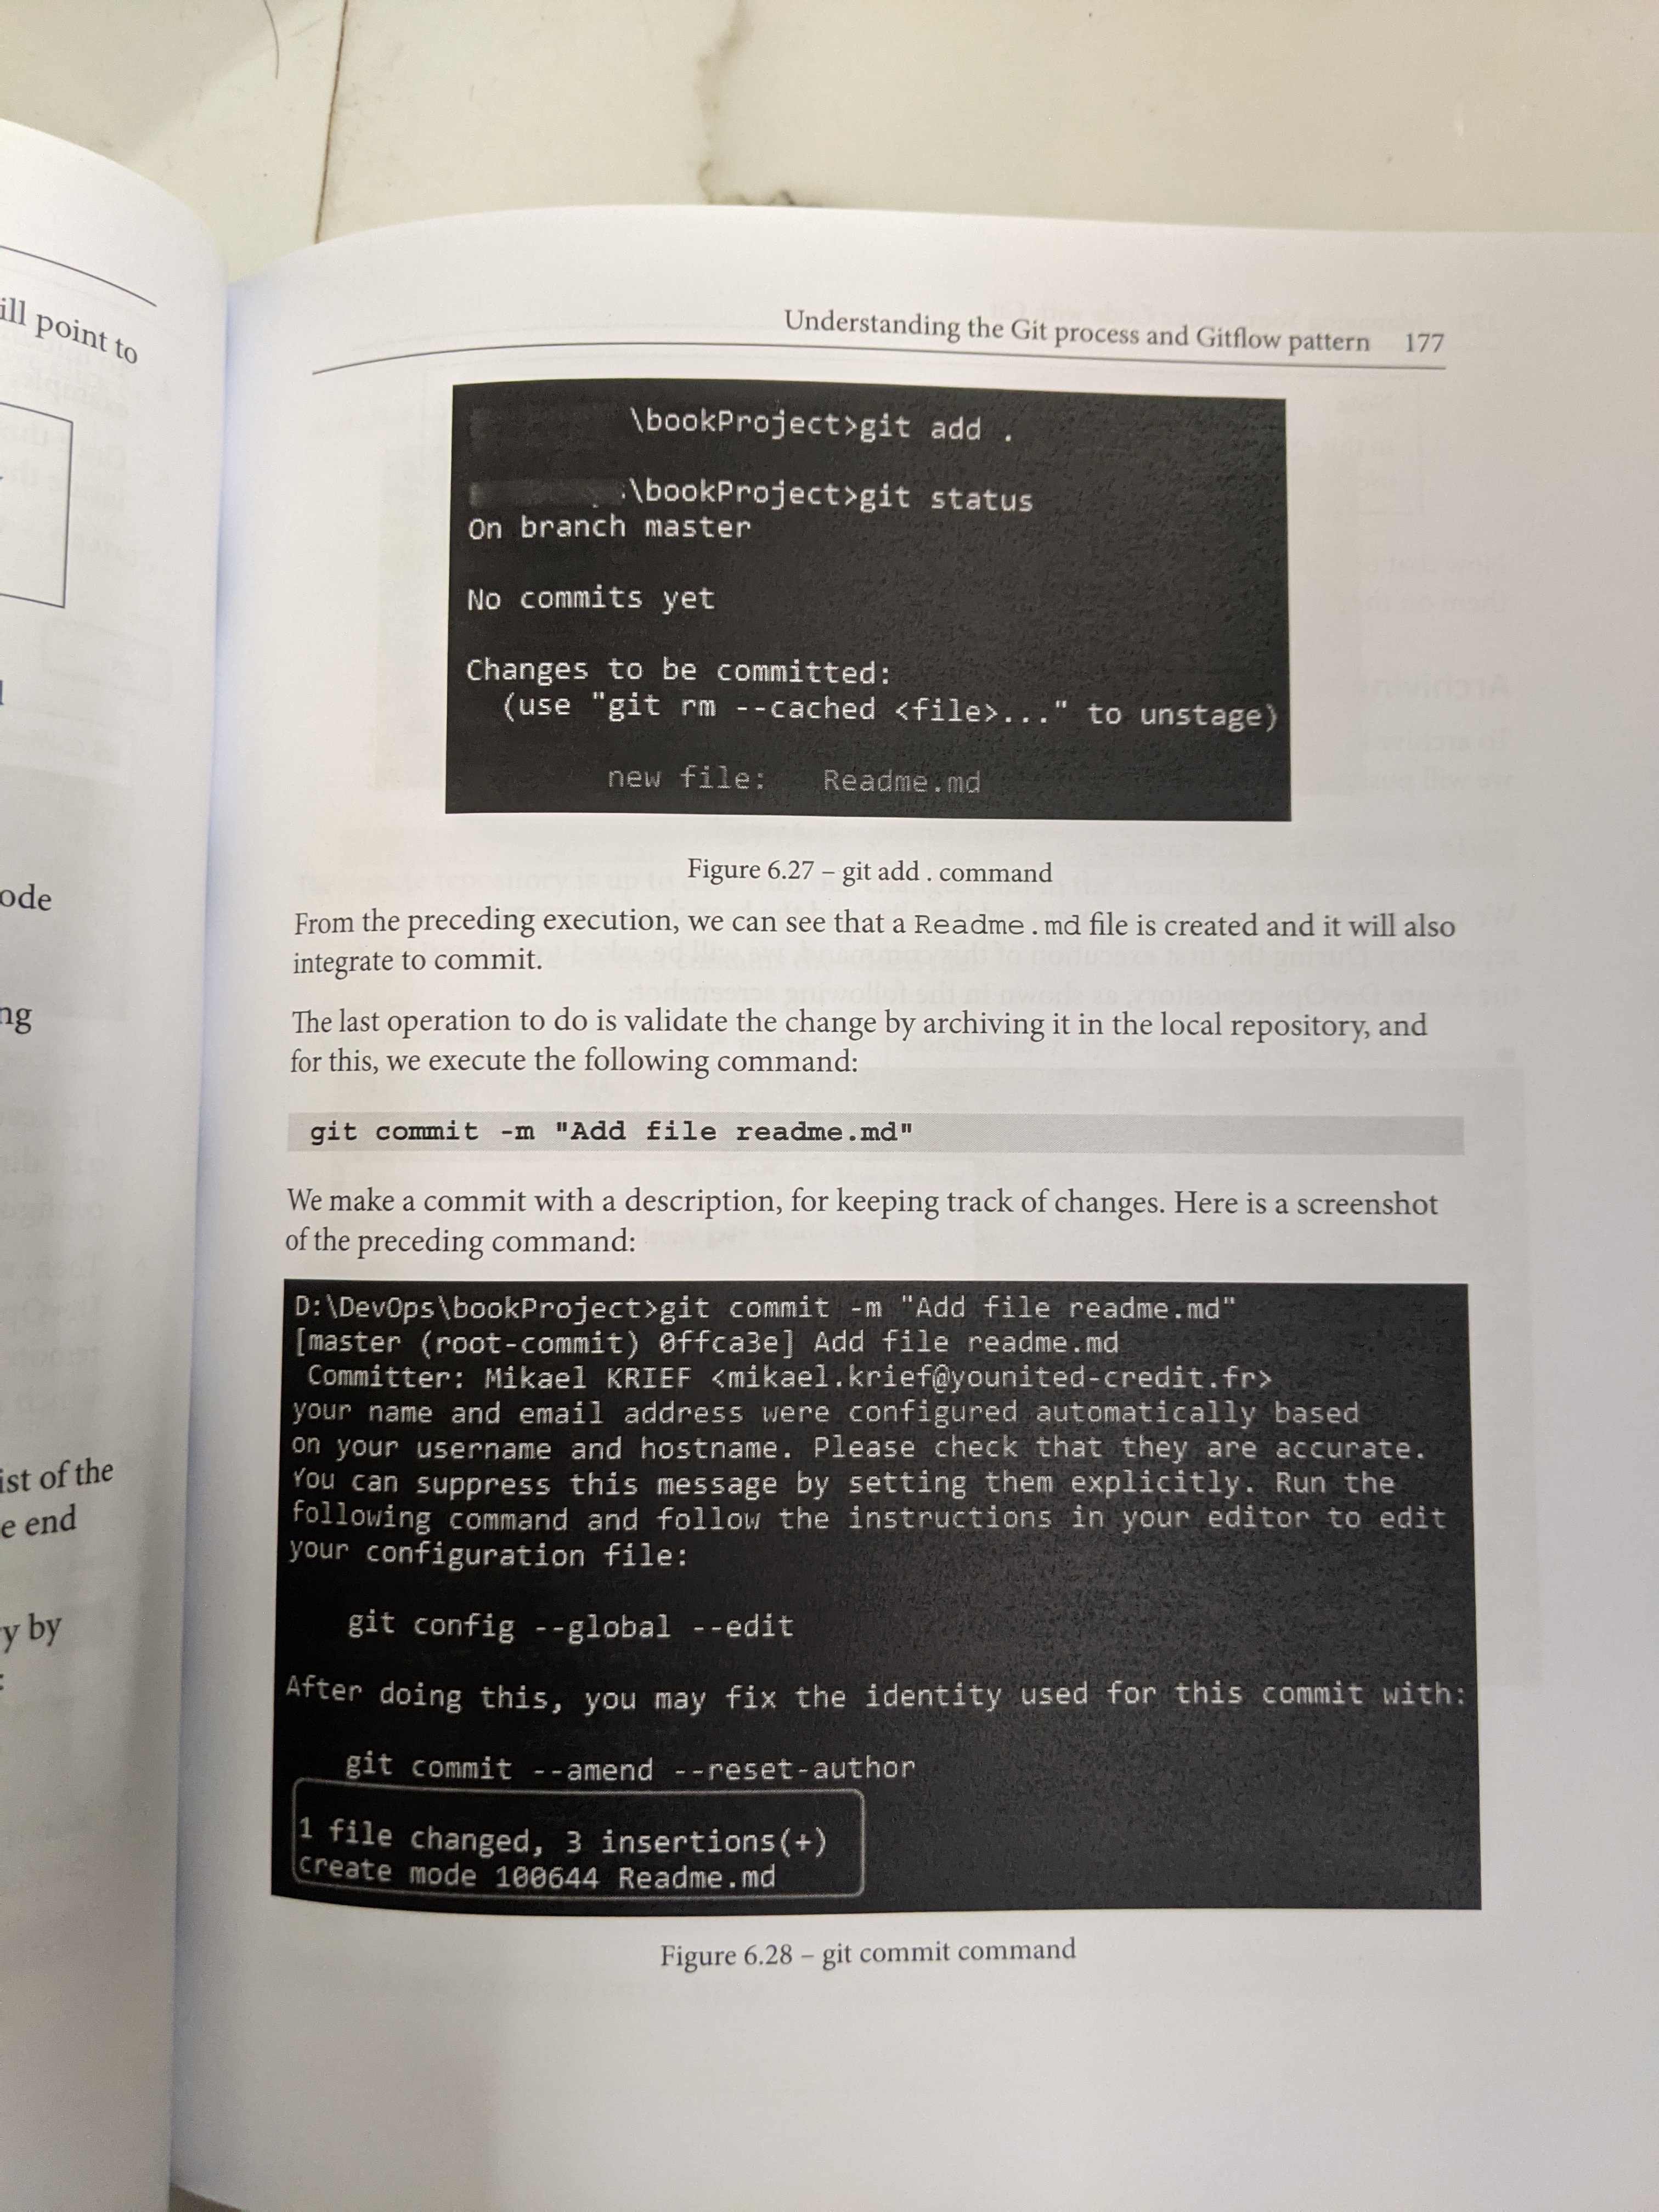 ill point to
ode
ng
ist of the
e end
y by
:
Understanding the Git process and Gitflow pattern 177
\bookProject>git add .
\bookProject>git status
On branch master
No commits yet
Changes to be committed:
(use "git rm --cached <file>..." to unstage)
new file: Readme.md
Figure 6.27 – git add . command
From the preceding execution, we can see that a Readme.md file is created and it will also
integrate to commit.
The last operation to do is validate the change by archiving it in the local repository, and
for this, we execute the following command:
git commit -m "Add file readme.md"
We make a commit with a description, for keeping track of changes. Here is a screenshot
of the preceding command:
D:\DevOps\bookProject>git commit -m "Add file readme.md"
[master (root-commit) 0ffca3e] Add file readme.md
Committer: Mikael KRIEF <mikael.krief@younited-credit.fr>
your name and email address were configured automatically based
on your username and hostname. Please check that they are accurate.
You can suppress this message by setting them explicitly. Run the
following command and follow the instructions in your editor to edit
your configuration file:
git config --global --edit
After doing this, you may fix the identity used for this commit with:
git commit --amend --reset-author
1 file changed, 3 insertions(+)
create mode 100644 Readme.md
Figure 6.28 – git commit command